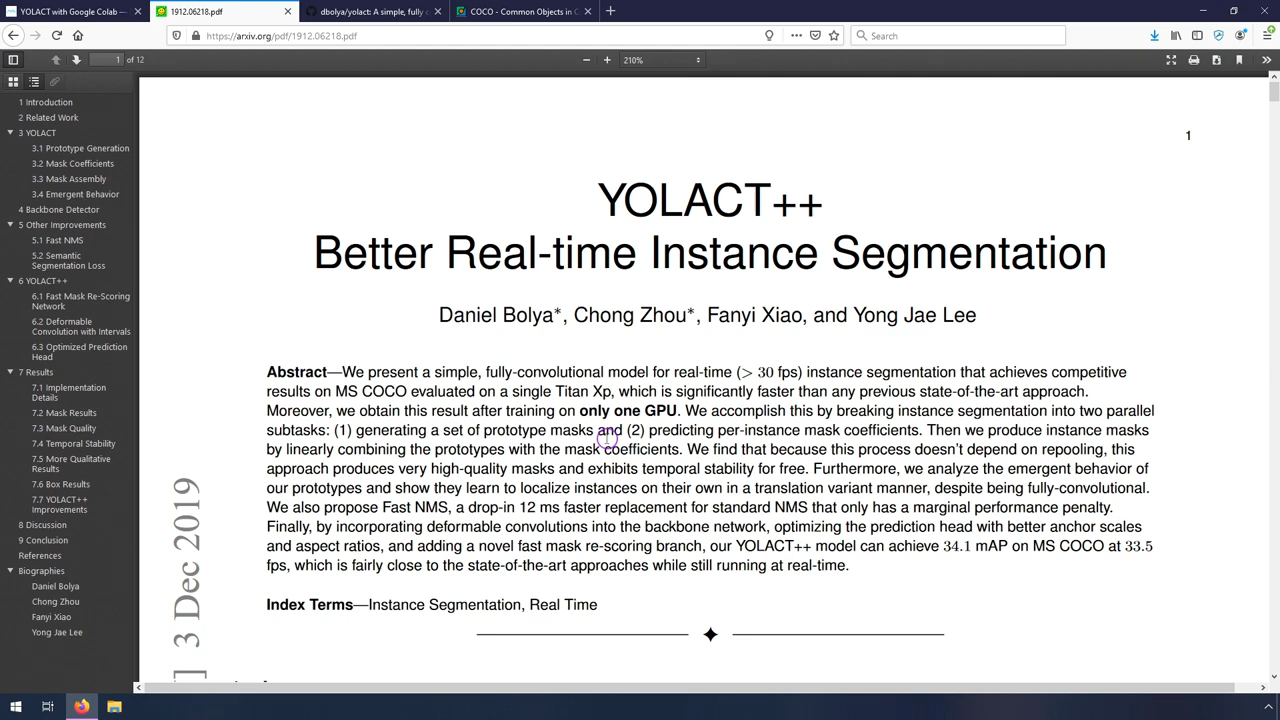 YOLACT with Google Colab —
1912.06218.pdf
dbolya/yolact: A simple, fully c
COCO - Common Objects in C
https://arxiv.org/pdf/1912.06218.pdf
Search
1 of 12
210%
1 Introduction
2 Related Work
3 YOLACT
3.1 Prototype Generation
3.2 Mask Coefficients
3.3 Mask Assembly
3.4 Emergent Behavior
4 Backbone Detector
5 Other Improvements
5.1 Fast NMS
5.2 Semantic
Segmentation Loss
6 YOLACT++
6.1 Fast Mask Re-Scoring
Network
6.2 Deformable
Convolution with Intervals
6.3 Optimized Prediction
Head
7 Results
7.1 Implementation
Details
7.2 Mask Results
7.3 Mask Quality
7.4 Temporal Stability
7.5 More Qualitative
Results
7.6 Box Results
7.7 YOLACT++
Improvements
8 Discussion
9 Conclusion
References
Biographies
Daniel Bolya
Chong Zhou
Fanyi Xiao
Yong Jae Lee
1
YOLACT++
Better Real-time Instance Segmentation
Daniel Bolya*, Chong Zhou*, Fanyi Xiao, and Yong Jae Lee
Abstract—We present a simple, fully-convolutional model for real-time (> 30 fps) instance segmentation that achieves competitive
results on MS COCO evaluated on a single Titan Xp, which is significantly faster than any previous state-of-the-art approach.
Moreover, we obtain this result after training on only one GPU. We accomplish this by breaking instance segmentation into two parallel
subtasks: (1) generating a set of prototype masks and (2) predicting per-instance mask coefficients. Then we produce instance masks
by linearly combining the prototypes with the mask coefficients. We find that because this process doesn't depend on repooling, this
approach produces very high-quality masks and exhibits temporal stability for free. Furthermore, we analyze the emergent behavior of
our prototypes and show they learn to localize instances on their own in a translation variant manner, despite being fully-convolutional.
We also propose Fast NMS, a drop-in 12 ms faster replacement for standard NMS that only has a marginal performance penalty.
Finally, by incorporating deformable convolutions into the backbone network, optimizing the prediction head with better anchor scales
and aspect ratios, and adding a novel fast mask re-scoring branch, our YOLACT++ model can achieve 34.1 mAP on MS COCO at 33.5
fps, which is fairly close to the state-of-the-art approaches while still running at real-time.
Index Terms—Instance Segmentation, Real Time
] 3 Dec 2019